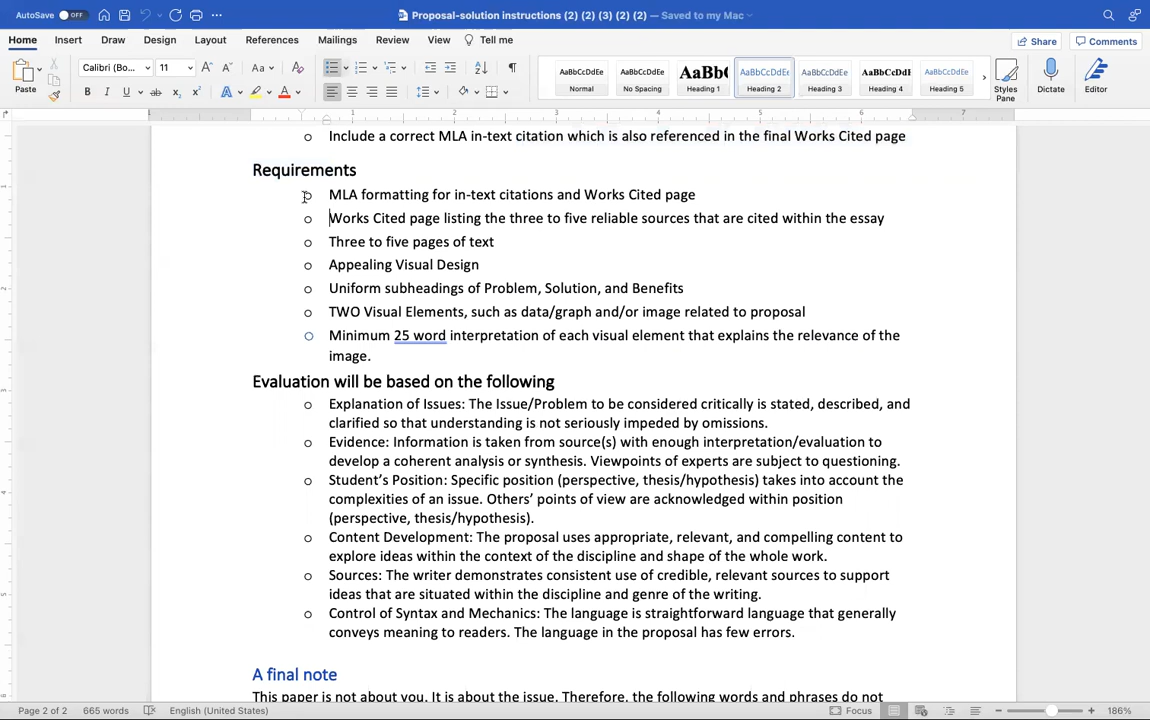 AutoSave OFF
Proposal-solution instructions (2) (2) (3) (2) (2) — Saved to my Mac
Home Insert Draw Design Layout References Mailings Review View Tell me
Share Comments
Paste
Calibri (Bo... 11
AaBbCcDdEe Normal
AaBbCcDdEe No Spacing
AaBbC Heading 1
AaBbCcDdEe Heading 2
AaBbCcDdEe Heading 3
AaBbCcDdI Heading 4
AaBbCcDdEe Heading 5
Styles Pane
Dictate
Editor
o Include a correct MLA in-text citation which is also referenced in the final Works Cited page
Requirements
o MLA formatting for in-text citations and Works Cited page
o Works Cited page listing the three to five reliable sources that are cited within the essay
o Three to five pages of text
o Appealing Visual Design
o Uniform subheadings of Problem, Solution, and Benefits
o TWO Visual Elements, such as data/graph and/or image related to proposal
o Minimum 25 word interpretation of each visual element that explains the relevance of the
image.
Evaluation will be based on the following
o Explanation of Issues: The Issue/Problem to be considered critically is stated, described, and
clarified so that understanding is not seriously impeded by omissions.
o Evidence: Information is taken from source(s) with enough interpretation/evaluation to
develop a coherent analysis or synthesis. Viewpoints of experts are subject to questioning.
o Student's Position: Specific position (perspective, thesis/hypothesis) takes into account the
complexities of an issue. Others' points of view are acknowledged within position
(perspective, thesis/hypothesis).
o Content Development: The proposal uses appropriate, relevant, and compelling content to
explore ideas within the context of the discipline and shape of the whole work.
o Sources: The writer demonstrates consistent use of credible, relevant sources to support
ideas that are situated within the discipline and genre of the writing.
o Control of Syntax and Mechanics: The language is straightforward language that generally
conveys meaning to readers. The language in the proposal has few errors.
A final note
This paper is not about you. It is about the issue. Therefore, the following words and phrases do not
Page 2 of 2 665 words English (United States) Focus 186%